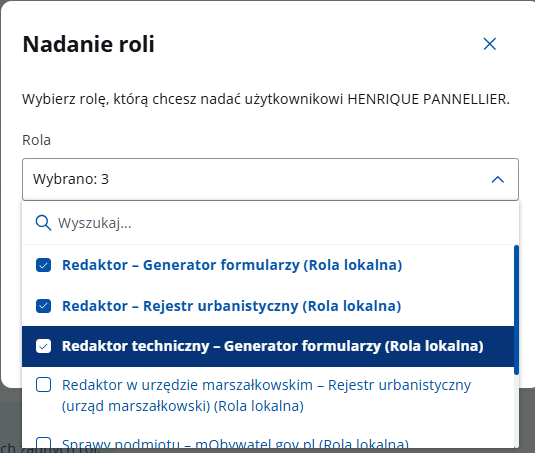 Nadanie roli
Wybierz rolę, którą chcesz nadać użytkownikowi HENRIQUE PANNELLIER.
Rola
Wybrano: 3
Wyszukaj...
Redaktor – Generator formularzy (Rola lokalna)
Redaktor – Rejestr urbanistyczny (Rola lokalna)
Redaktor techniczny – Generator formularzy (Rola lokalna)
Redaktor w urzędzie marszałkowskim – Rejestr urbanistyczny
(urząd marszałkowski) (Rola lokalna)
Sprawy podmiotu – mObywatel.gov.pl (Rola lokalna)